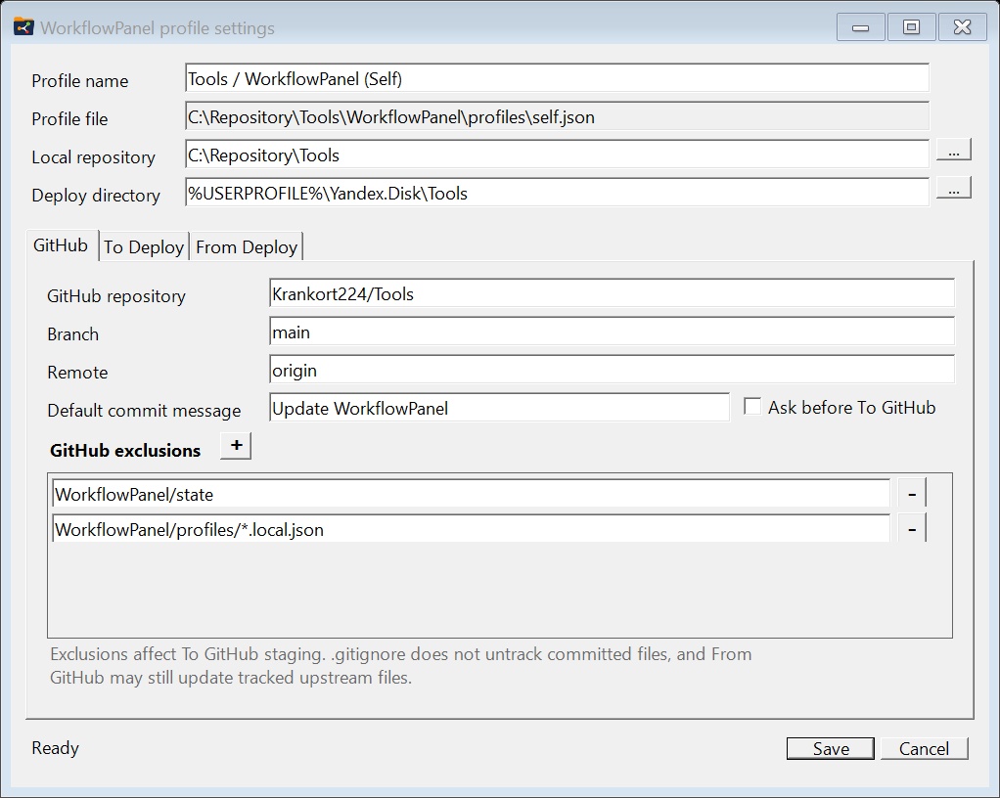 WorkflowPanel profile settings
Profile name Tools / WorkflowPanel (Self)
Profile file C:\Repository\Tools\WorkflowPanel\profiles\self.json
Local repository C:\Repository\Tools ...
Deploy directory %USERPROFILE%\Yandex.Disk\Tools ...
GitHub To Deploy From Deploy
GitHub repository Krankort224/Tools
Branch main
Remote origin
Default commit message Update WorkflowPanel Ask before To GitHub
GitHub exclusions +
WorkflowPanel/state -
WorkflowPanel/profiles/*.local.json -
Exclusions affect To GitHub staging. .gitignore does not untrack committed files, and From
GitHub may still update tracked upstream files.
Ready Save Cancel